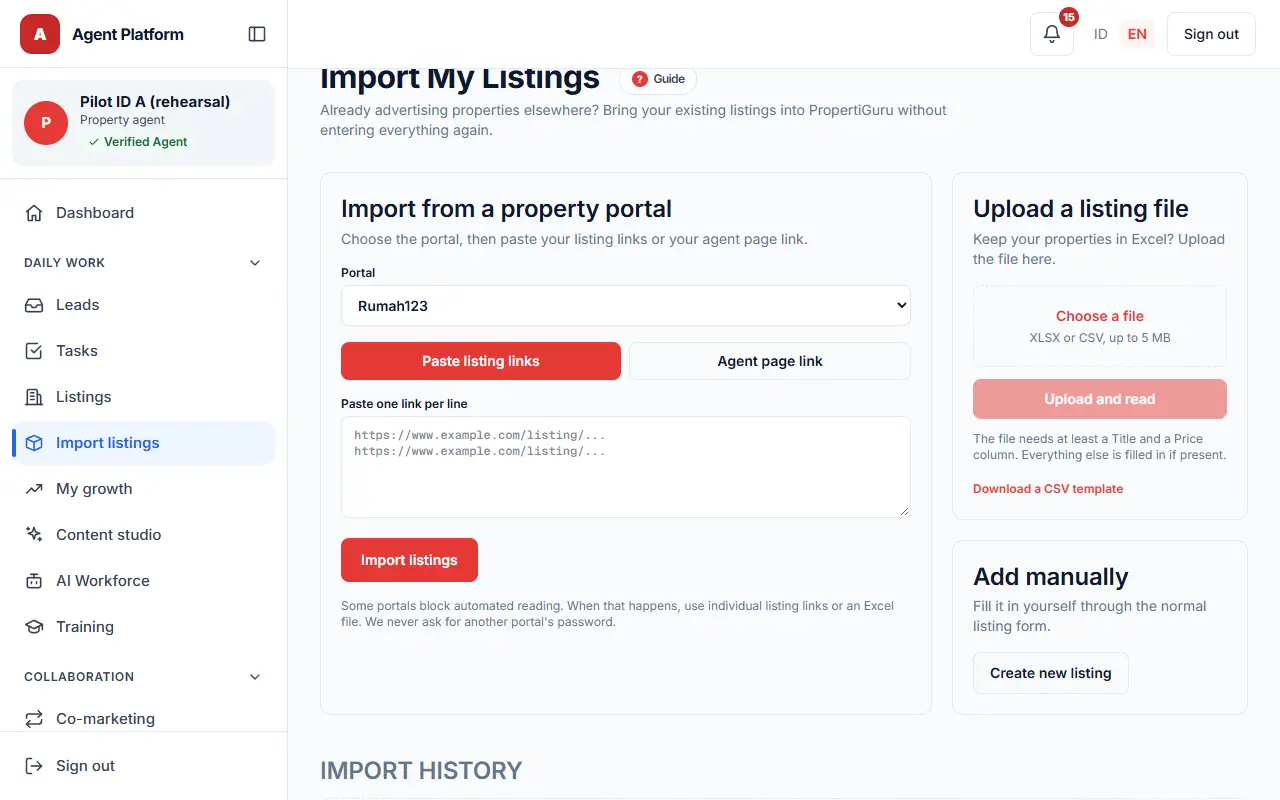 A
Agent Platform
15
ID
EN
Sign out
P
Pilot ID A (rehearsal)
Property agent
Verified Agent
Dashboard
DAILY WORK
Leads
Tasks
Listings
Import listings
My growth
Content studio
AI Workforce
Training
COLLABORATION
Co-marketing
Sign out
Import My Listings
? Guide
Already advertising properties elsewhere? Bring your existing listings into PropertiGuru without
entering everything again.
Import from a property portal
Choose the portal, then paste your listing links or your agent page link.
Portal
Rumah123
Paste listing links
Agent page link
Paste one link per line
https://www.example.com/listing/...
https://www.example.com/listing/...
Import listings
Some portals block automated reading. When that happens, use individual listing links or an Excel
file. We never ask for another portal's password.
Upload a listing file
Keep your properties in Excel? Upload
the file here.
Choose a file
XLSX or CSV, up to 5 MB
Upload and read
The file needs at least a Title and a Price
column. Everything else is filled in if present.
Download a CSV template
Add manually
Fill it in yourself through the normal
listing form.
Create new listing
IMPORT HISTORY